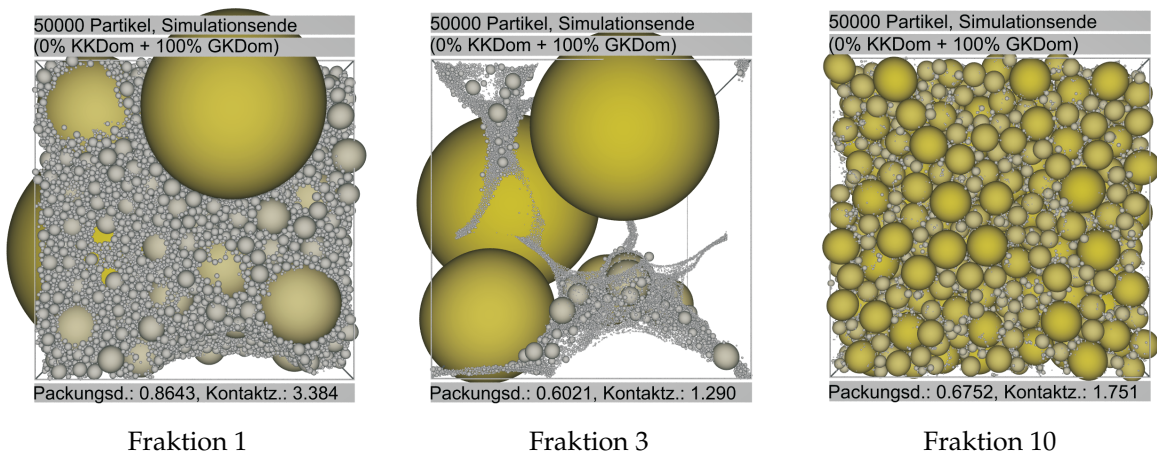 50000 Partikel, Simulationsende
(0% KKDom + 100% GKDom)
Packungsd.: 0.8643, Kontaktz.: 3.384
Fraktion 1
50000 Partikel, Simulationsende
(0% KKDom + 100% GKDom)
Packungsd.: 0.6021, Kontaktz.: 1.290
Fraktion 3
50000 Partikel, Simulationsende
(0% KKDom + 100% GKDom)
Packungsd.: 0.6752, Kontaktz.: 1.751
Fraktion 10